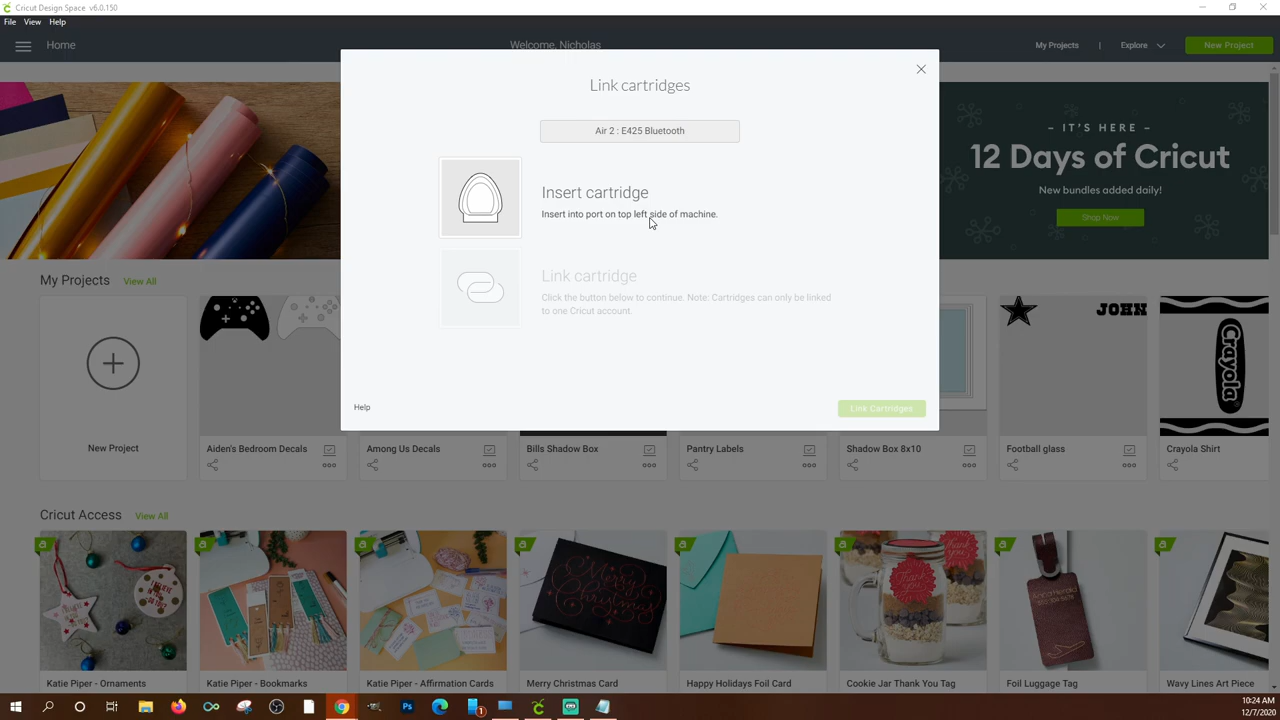 Cricut Design Space v6.0.150
File View Help
Home
Welcome, Nicholas
My Projects | Explore
New Project
Link cartridges
Air 2 : E425 Bluetooth
Insert cartridge
Insert into port on top left side of machine.
Link cartridge
Click the button below to continue. Note: Cartridges can only be linked
to one Cricut account.
Help
Link Cartridges
– IT'S HERE –
12 Days of Cricut
New bundles added daily!
Shop Now
My Projects View All
JOHN
Crayola
New Project
Aiden's Bedroom Decals
Among Us Decals
Bills Shadow Box
Pantry Labels
Shadow Box 8x10
Football glass
Crayola Shirt
Cricut Access View All
a
a
a
a
a
a
a
a
Merry Christmas
Thank you
Katie Piper - Ornaments
Katie Piper - Bookmarks
Katie Piper - Affirmation Cards
Merry Christmas Card
Happy Holidays Foil Card
Cookie Jar Thank You Tag
Foil Luggage Tag
Wavy Lines Art Piece
1
10:24 AM
12/7/2020